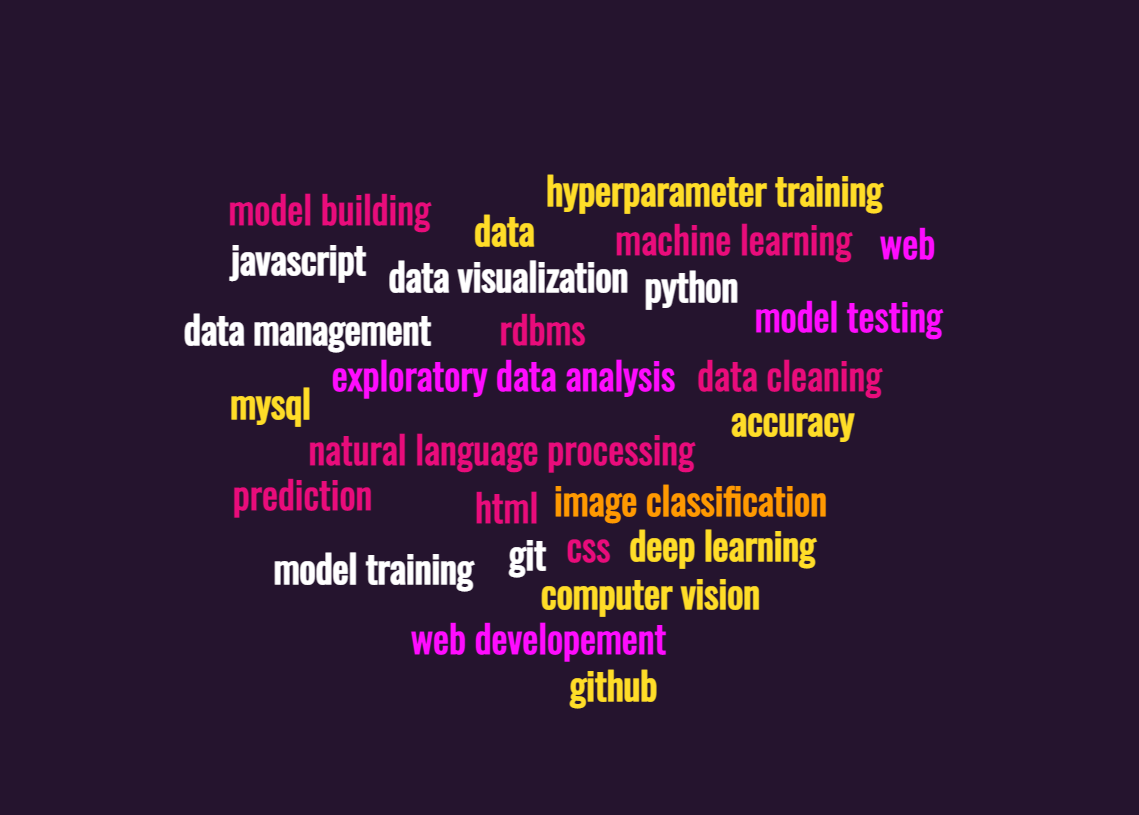 hyperparameter training
model building
data
machine learning
web
javascript
data visualization
python
model testing
data management
rdbms
exploratory data analysis
data cleaning
mysql
accuracy
natural language processing
prediction
html
image classification
css
deep learning
git
model training
computer vision
web developement
github